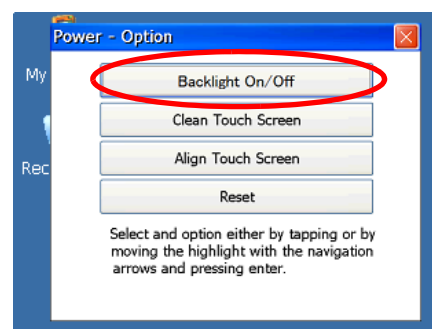 Power - Option
My
Backlight On/Off
Clean Touch Screen
Align Touch Screen
Rec
Reset
Select and option either by tapping or by
moving the highlight with the navigation
arrows and pressing enter.